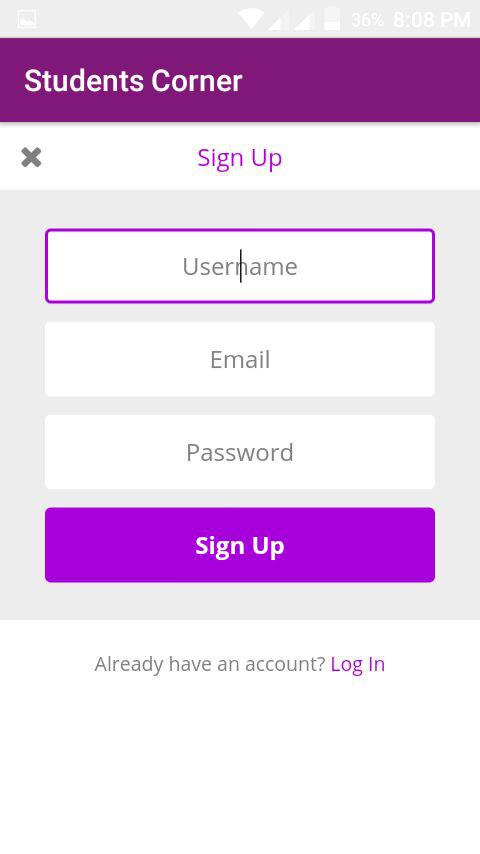 36% 8:08 PM
Students Corner
Sign Up
Username
Email
Password
Sign Up
Already have an account? Log In